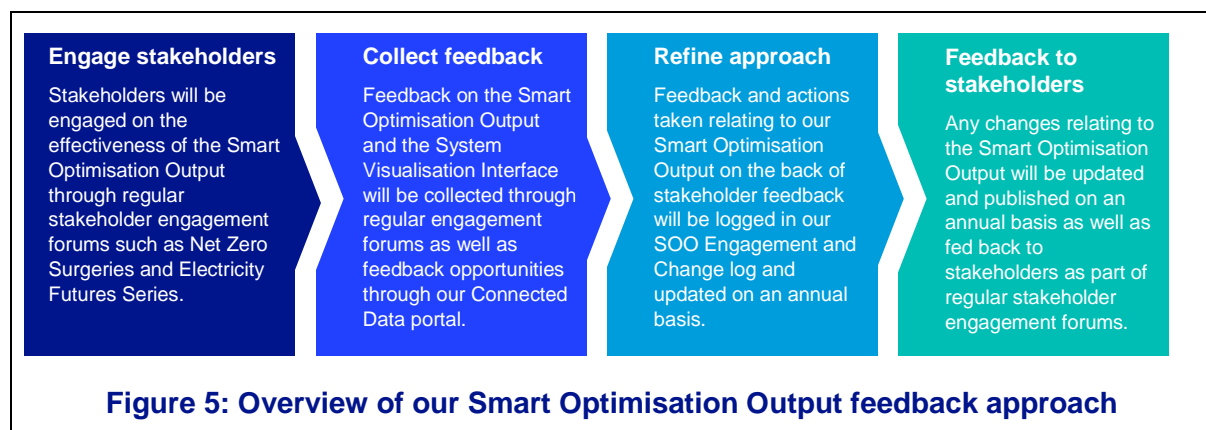 Engage stakeholders
Stakeholders will be
engaged on the
effectiveness of the Smart
Optimisation Output
through regular
stakeholder engagement
forums such as Net Zero
Surgeries and Electricity
Futures Series.
Collect feedback
Feedback on the Smart
Optimisation Output
and the System
Visualisation Interface
will be collected through
regular engagement
forums as well as
feedback opportunities
through our Connected
Data portal.
Refine approach
Feedback and actions
taken relating to our
Smart Optimisation
Output on the back of
stakeholder feedback
will be logged in our
SOO Engagement and
Change log and
updated on an annual
basis.
Feedback to
stakeholders
Any changes relating to
the Smart Optimisation
Output will be updated
and published on an
annual basis as well as
fed back to
stakeholders as part of
regular stakeholder
engagement forums.
Figure 5: Overview of our Smart Optimisation Output feedback approach